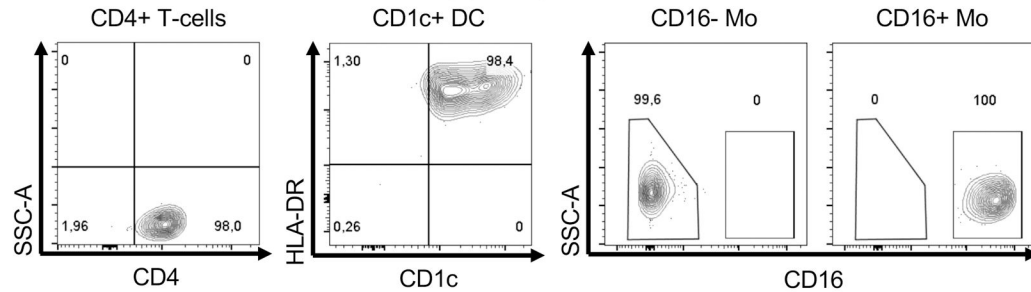 CD4+ T-cells
CD1c+ DC
CD16- Mo
CD16+ Mo
0
0
1,96
98,0
SSC-A
CD4
1,30
98,4
0,26
0
HLA-DR
CD1c
99,6
0
SSC-A
0
100
CD16